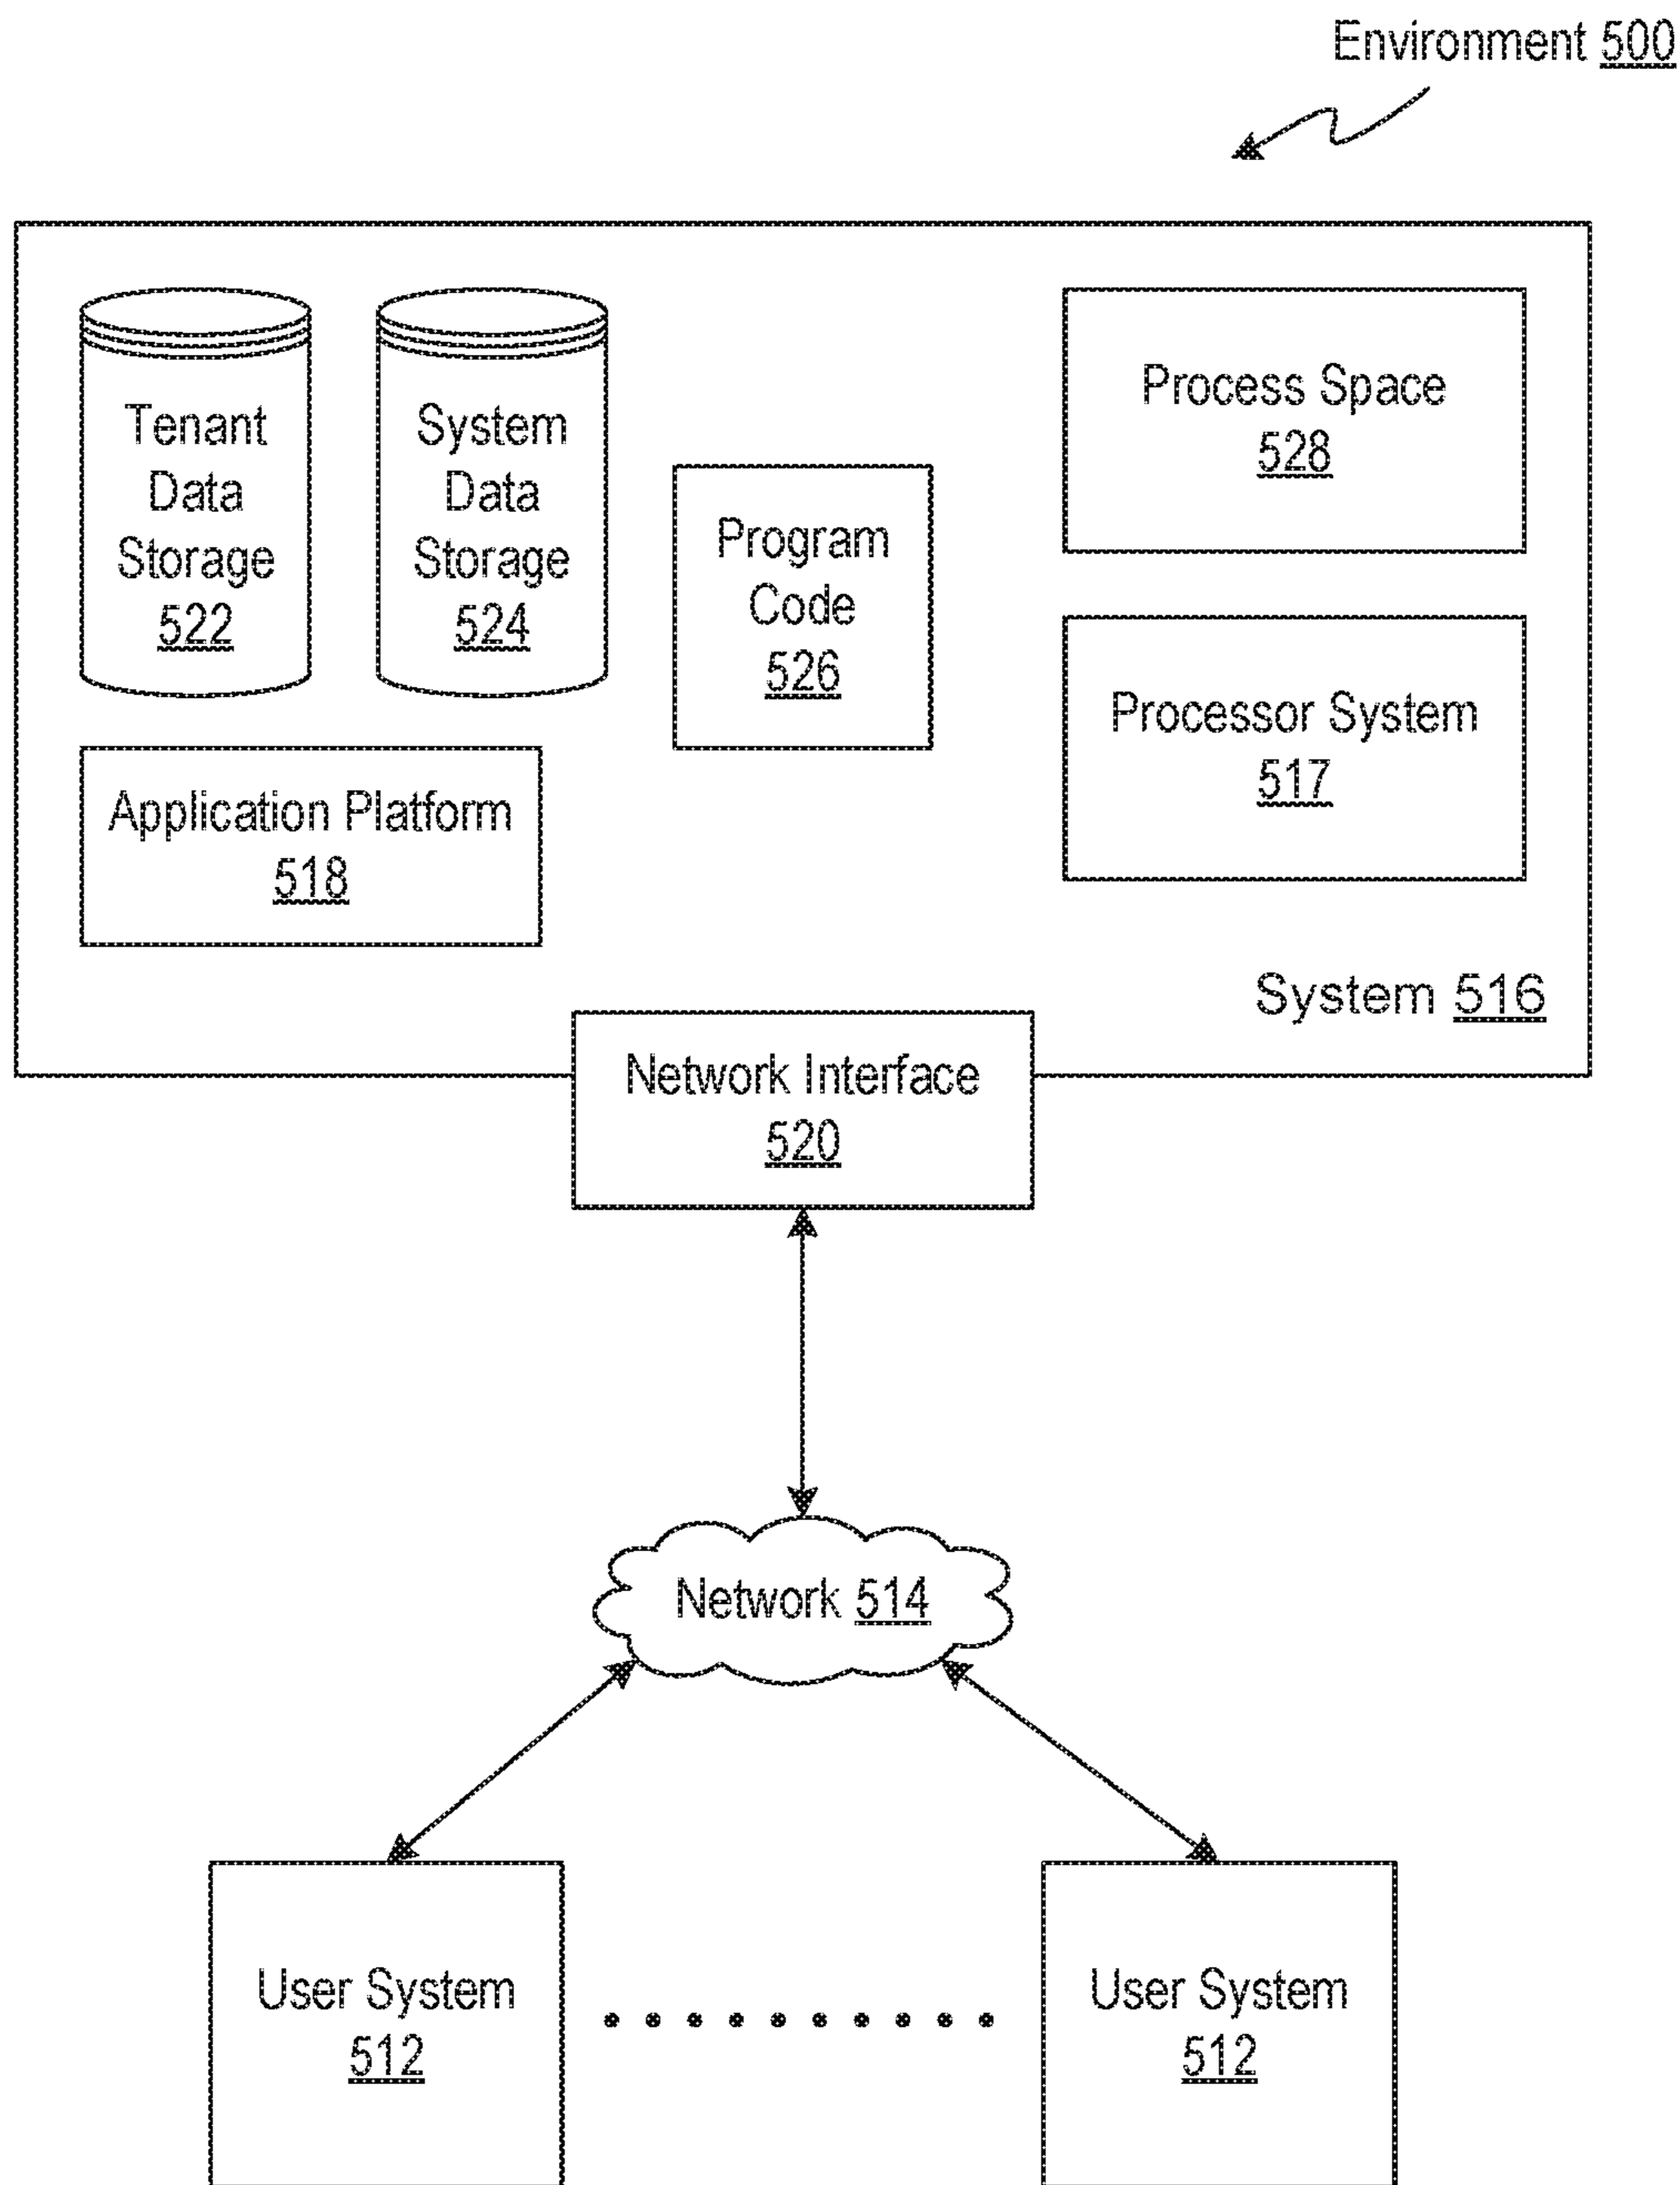 Environment 500
Tenant
Data
Storage
522
System
Data
Storage
524
Program
Code
526
Process Space
528
Processor System
517
Application Platform
518
System 516
Network Interface
520
Network 514
User System
512
User System
512